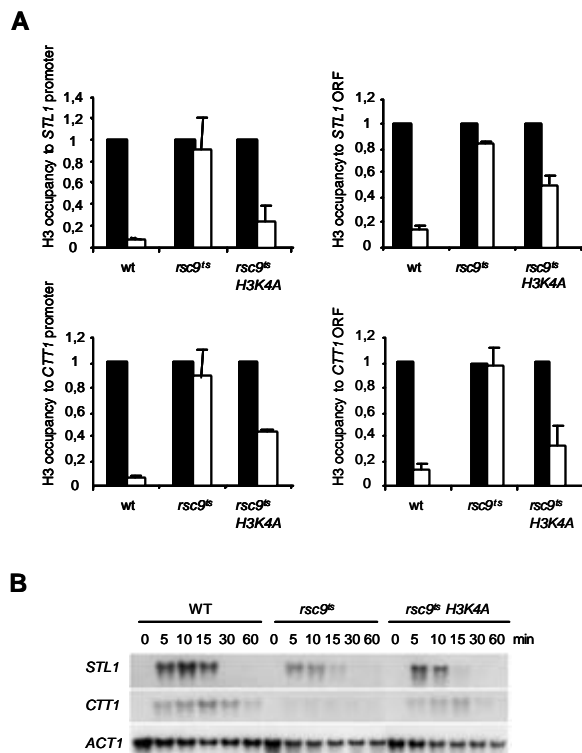 A
H3 occupancy to STL1 promoter
1,4
1,2
1
0,8
0,6
0,4
0,2
0
wt
rsc9ts
rsc9ts
H3K4A
H3 occupancy to STL1 ORF
1,2
1
0,8
0,6
0,4
0,2
0
wt
rsc9ts
rsc9ts
H3K4A
H3 occupancy to CTT1 promoter
1,2
1
0,8
0,6
0,4
0,2
0
wt
rsc9ts
rsc9ts
H3K4A
H3 occupancy to CTT1 ORF
1,2
1
0,8
0,6
0,4
0,2
0
wt
rsc9ts
rsc9ts
H3K4A
B
WT rsc9ts rsc9ts H3K4A
0 5 10 15 30 60 0 5 10 15 30 60 0 5 10 15 30 60 min
STL1
CTT1
ACT1